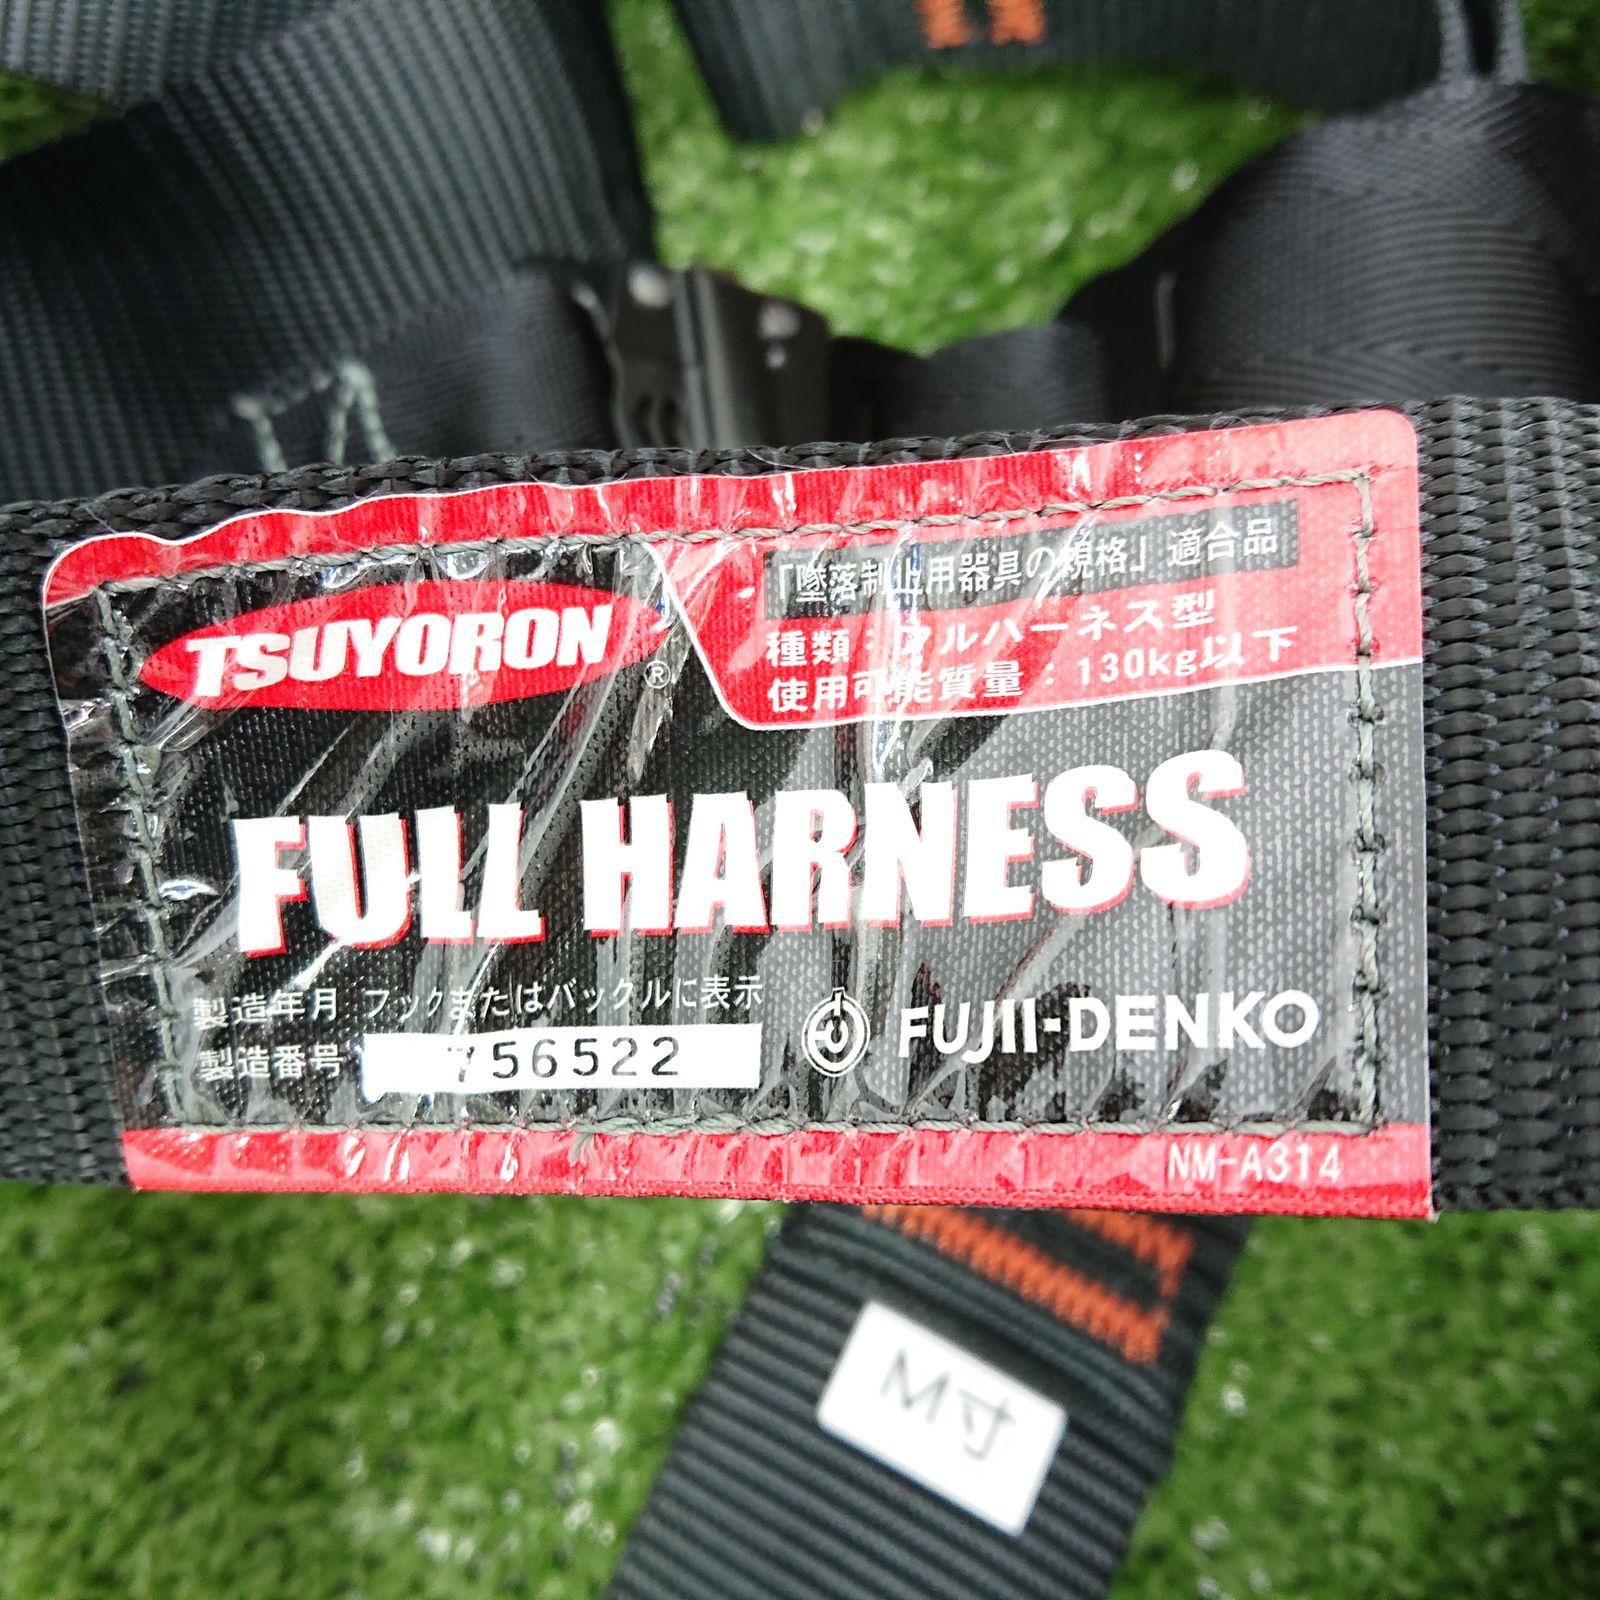 TSUYORON®
「墜落制止用器具の規格」適合品
種類：フルハーネス型
使用可能質量：130kg以下
FULL HARNESS
製造年月 フックまたはバックルに表示
製造番号 756522
FUJII-DENKO
NM-A314
M寸